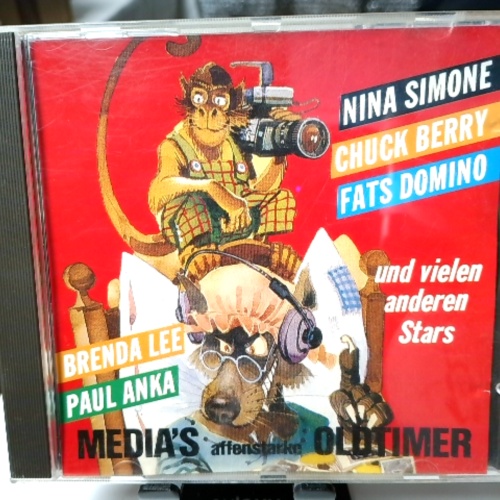 NINA SIMONE
CHUCK BERRY
FATS DOMINO
und vielen
anderen
Stars
BRENDA LEE
PAUL ANKA
MEDIA'S affenstarke OLDTIMER